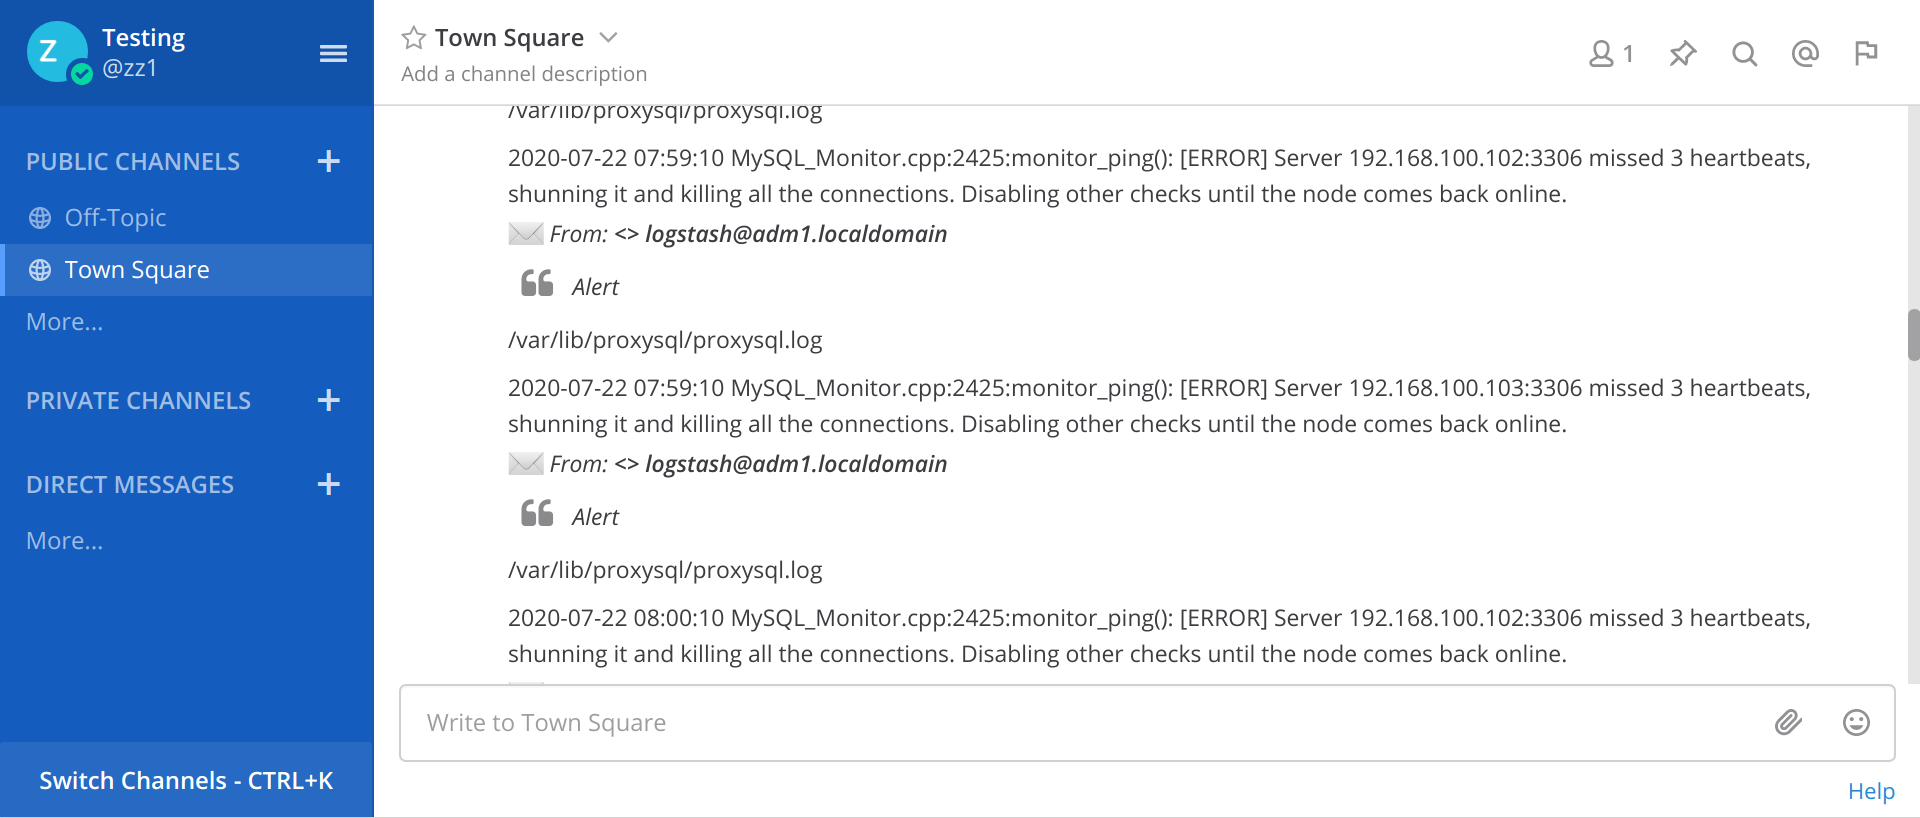 Z
Testing
@zz1
PUBLIC CHANNELS
Off-Topic
Town Square
More...
PRIVATE CHANNELS
DIRECT MESSAGES
More...
Switch Channels - CTRL+K
Town Square
Add a channel description
1
/var/lib/proxysql/proxysql.log
2020-07-22 07:59:10 MySQL_Monitor.cpp:2425:monitor_ping(): [ERROR] Server 192.168.100.102:3306 missed 3 heartbeats,
shunning it and killing all the connections. Disabling other checks until the node comes back online.
From: <> logstash@adm1.localdomain
Alert
/var/lib/proxysql/proxysql.log
2020-07-22 07:59:10 MySQL_Monitor.cpp:2425:monitor_ping(): [ERROR] Server 192.168.100.103:3306 missed 3 heartbeats,
shunning it and killing all the connections. Disabling other checks until the node comes back online.
From: <> logstash@adm1.localdomain
Alert
/var/lib/proxysql/proxysql.log
2020-07-22 08:00:10 MySQL_Monitor.cpp:2425:monitor_ping(): [ERROR] Server 192.168.100.102:3306 missed 3 heartbeats,
shunning it and killing all the connections. Disabling other checks until the node comes back online.
Write to Town Square
Help